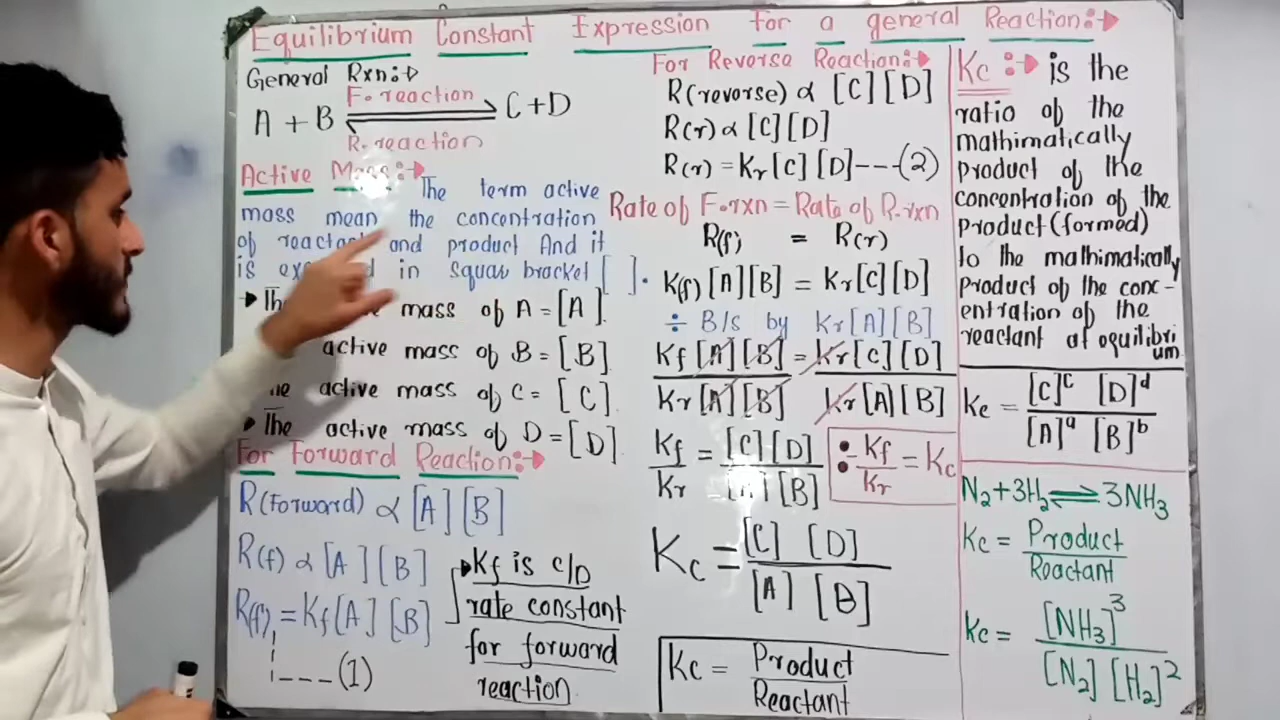 Equilibrium Constant Expression for a general Reaction:→
General Rxn:→
F. reaction
A + B ⇌ C + D
R. reaction
Active Mass:→
The term active
mass mean the concentration
of and product And it
is in Squar bracket [ ].
mass of A = [A].
active mass of B = [B]
active mass of C = [C].
→ The active mass of D = [D]
For Forward Reaction:→
R(Forward) ∝ [A][B]
R(f) ∝ [A][B]
R(f) = Kf[A][B]
---(1)
→ Kf is c/D
rate constant
for forward
reaction.
For Reverse Reaction:→
R(reverse) ∝ [C][D]
R(r) ∝ [C][D]
R(r) = Kr[C][D]---(2)
Rate of F.rxn = Rate of R.rxn
R(f) = R(r)
K(f)[A][B] = Kr[C][D]
÷ B/s by Kr[A][B]
Kf[A][B] = Kr[C][D]
Kr[A][B] Kr[A][B]
Kf = [C][D]
Kr [A][B]
∴ Kf = Kc
Kr
Kc = [C] [D]
[A] [B]
Kc = Product
Reactant
Kc :→ is the
ratio of the
mathimatically
product of the
concentration of the
product (formed)
to the mathimatically
product of the conc-
entration of the
reactant at equilibri
um
Kc = [C]ᶜ [D]ᵈ
[A]ᵃ [B]ᵇ
N₂+3H₂⇌3NH₃
Kc = Product
Reactant
Kc = [NH₃]³
[N₂][H₂]²